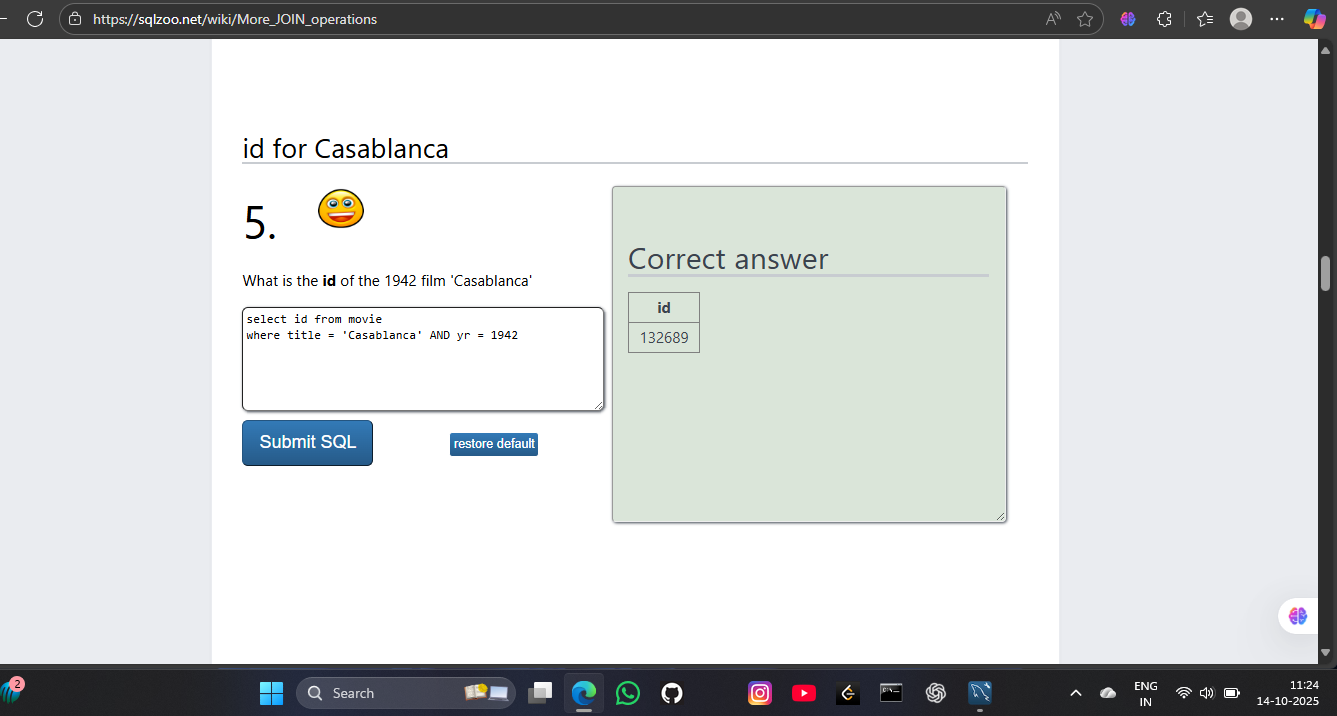 https://sqlzoo.net/wiki/More_JOIN_operations
id for Casablanca
5.
What is the id of the 1942 film 'Casablanca'
select id from movie
where title = 'Casablanca' AND yr = 1942
Submit SQL
restore default
Correct answer
id
132689
2
Search
ENG
IN
11:24
14-10-2025